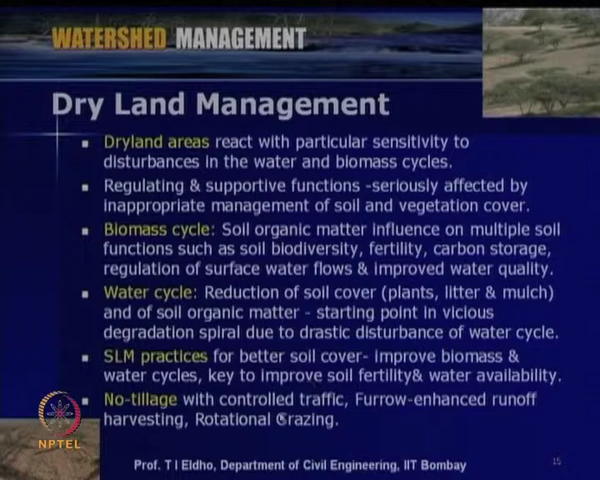 WATERSHED MANAGEMENT
Dry Land Management
▪ Dryland areas react with particular sensitivity to
disturbances in the water and biomass cycles.
▪ Regulating & supportive functions -seriously affected by
inappropriate management of soil and vegetation cover.
▪ Biomass cycle: Soil organic matter influence on multiple soil
functions such as soil biodiversity, fertility, carbon storage,
regulation of surface water flows & improved water quality.
▪ Water cycle: Reduction of soil cover (plants, litter & mulch)
and of soil organic matter - starting point in vicious
degradation spiral due to drastic disturbance of water cycle.
▪ SLM practices for better soil cover- improve biomass &
water cycles, key to improve soil fertility& water availability.
▪ No-tillage with controlled traffic, Furrow-enhanced runoff
harvesting, Rotational Grazing.
NPTEL
Prof. T I Eldho, Department of Civil Engineering, IIT Bombay
15